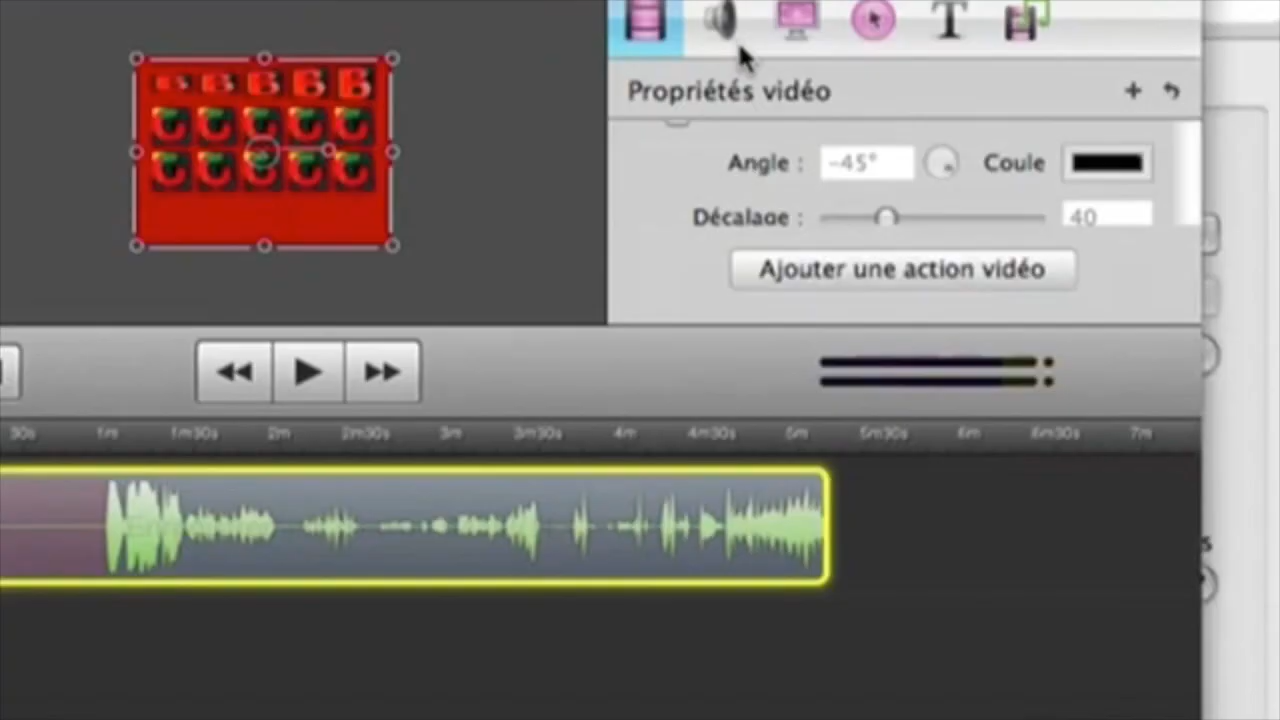 Propriétés vidéo
Angle : -45° Coule
Décalage : 40
Ajouter une action vidéo
30s 1m 1m30s 2m 2m30s 3m 3m30s 4m 4m30s 5m 5m30s 6m 6m30s 7m